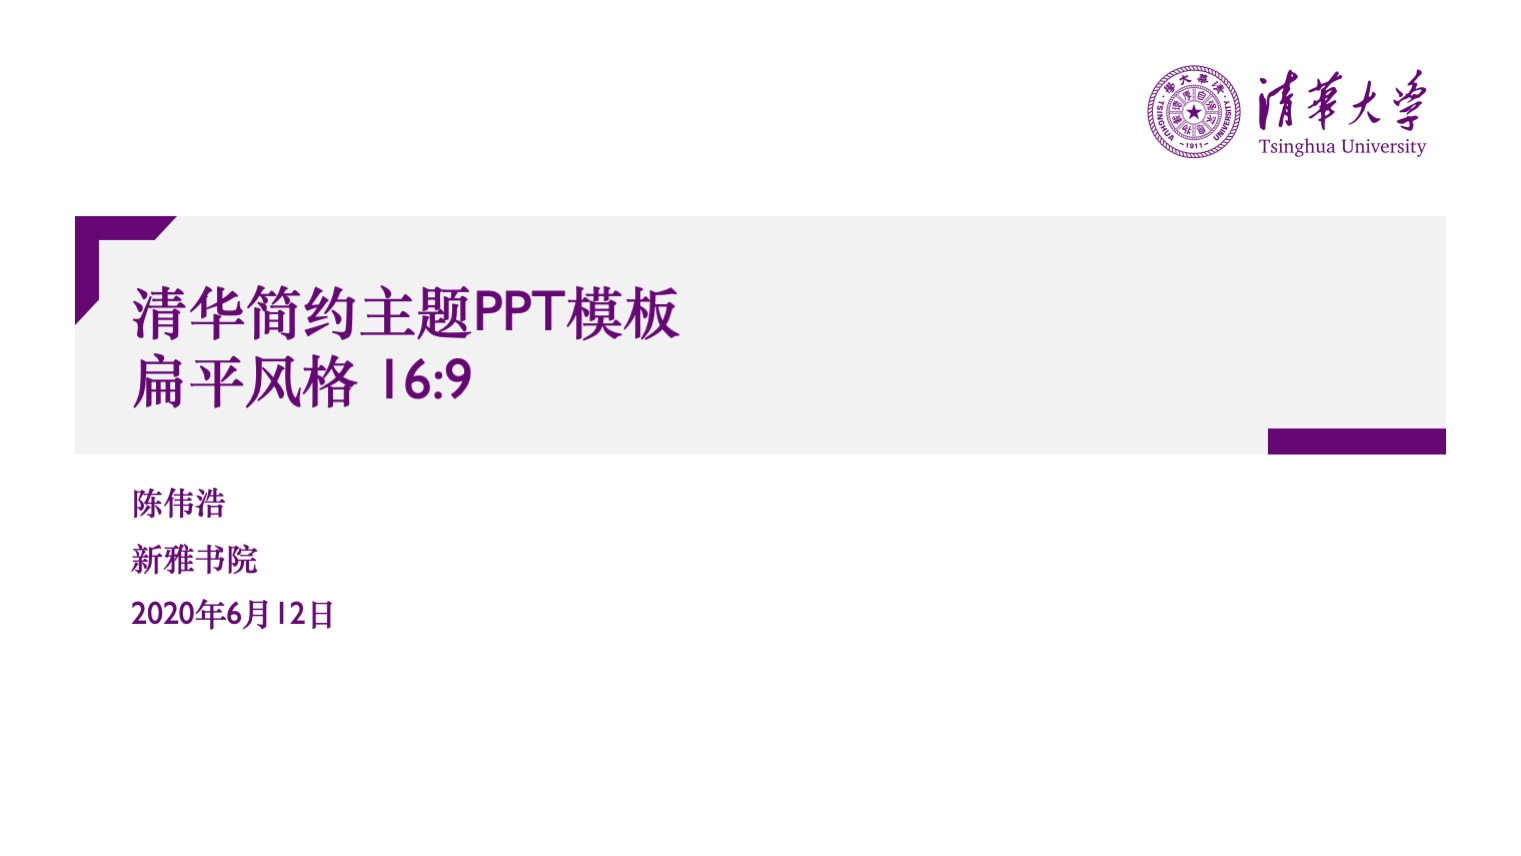 清華大学
Tsinghua University
清华简约主题PPT模板
扁平风格 16:9
陈伟浩
新雅书院
2020年6月12日